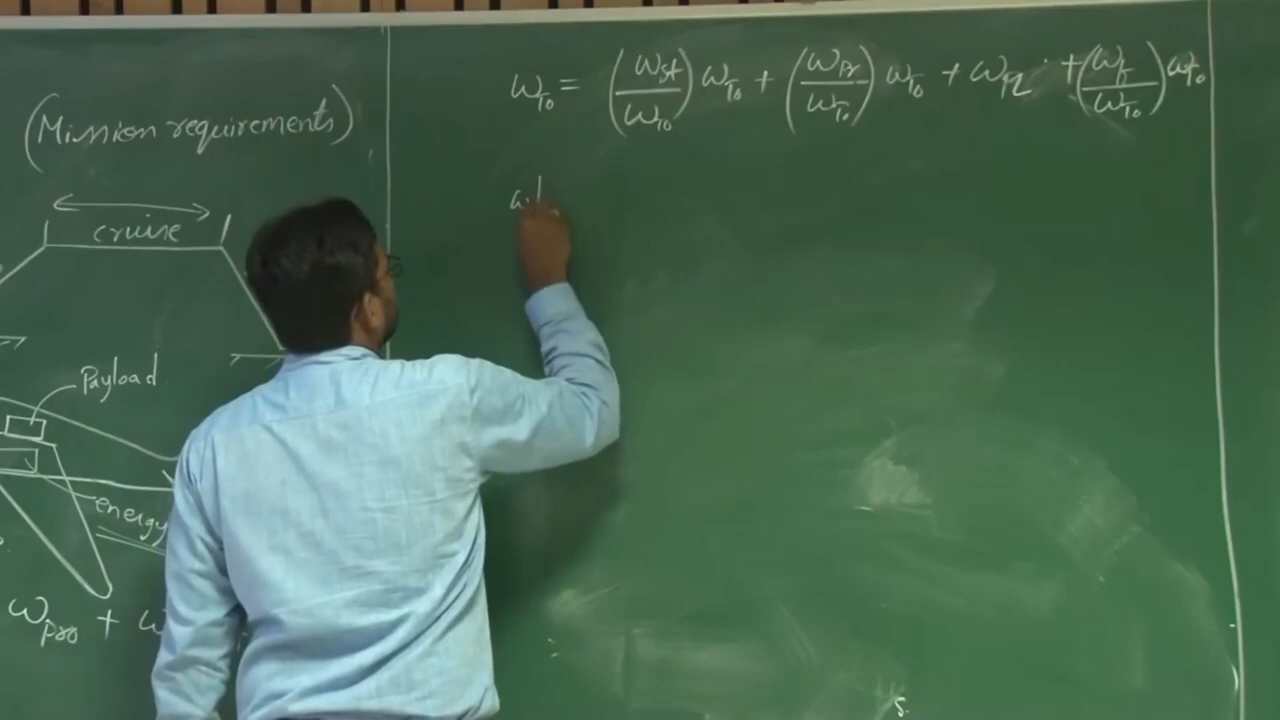 (Mission requirements)
cruise
Payload
energy
W_pro + W
W_To = (W_st/W_To) W_To + (W_Pr/W_To) W_To + W_PL + (W_f/W_To) W_To